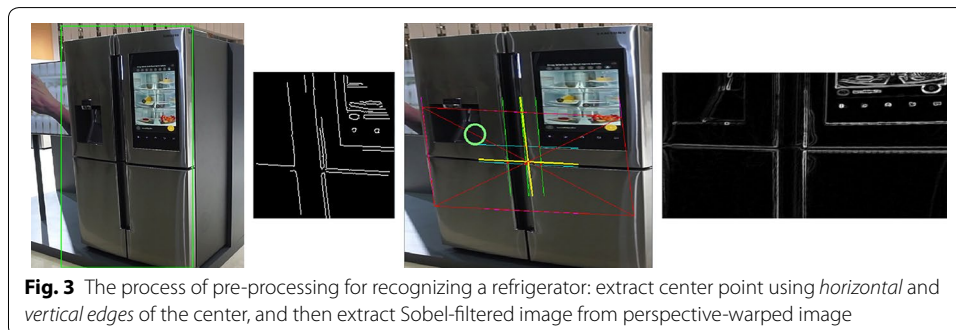 SAMSUNG
Fig. 3 The process of pre-processing for recognizing a refrigerator: extract center point using horizontal and
vertical edges of the center, and then extract Sobel-filtered image from perspective-warped image